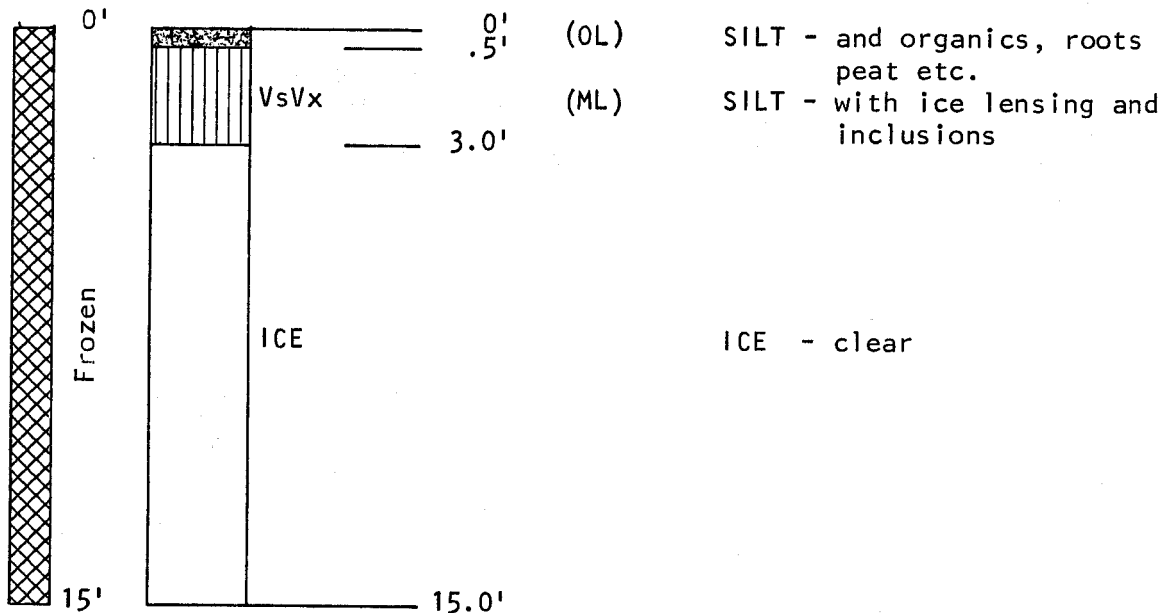 0' 0' (OL) SILT - and organics, roots
.5' peat etc.
VsVx (ML) SILT - with ice lensing and
inclusions
3.0'
Frozen
ICE ICE - clear
15' 15.0'